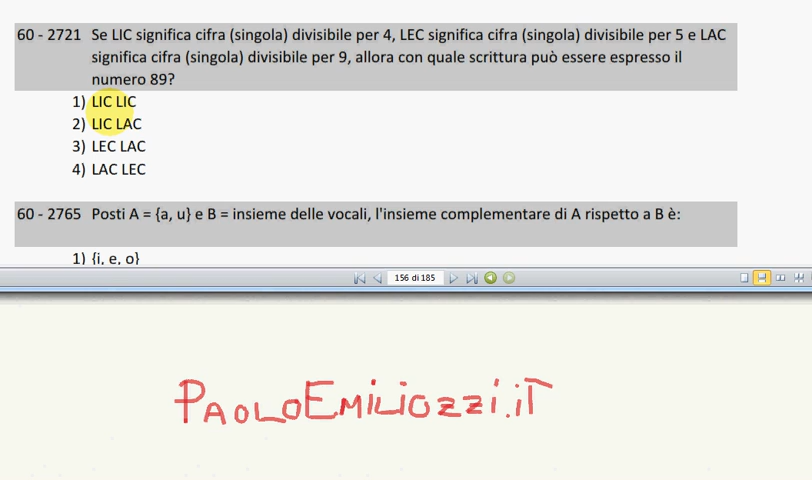 60 - 2721 Se LIC significa cifra (singola) divisibile per 4, LEC significa cifra (singola) divisibile per 5 e LAC
significa cifra (singola) divisibile per 9, allora con quale scrittura può essere espresso il
numero 89?
1) LIC LIC
2) LIC LAC
3) LEC LAC
4) LAC LEC
60 - 2765 Posti A = {a, u} e B = insieme delle vocali, l'insieme complementare di A rispetto a B è:
1) {i, e, o}
156 di 185
PAOLOEMILIOZZI.iT